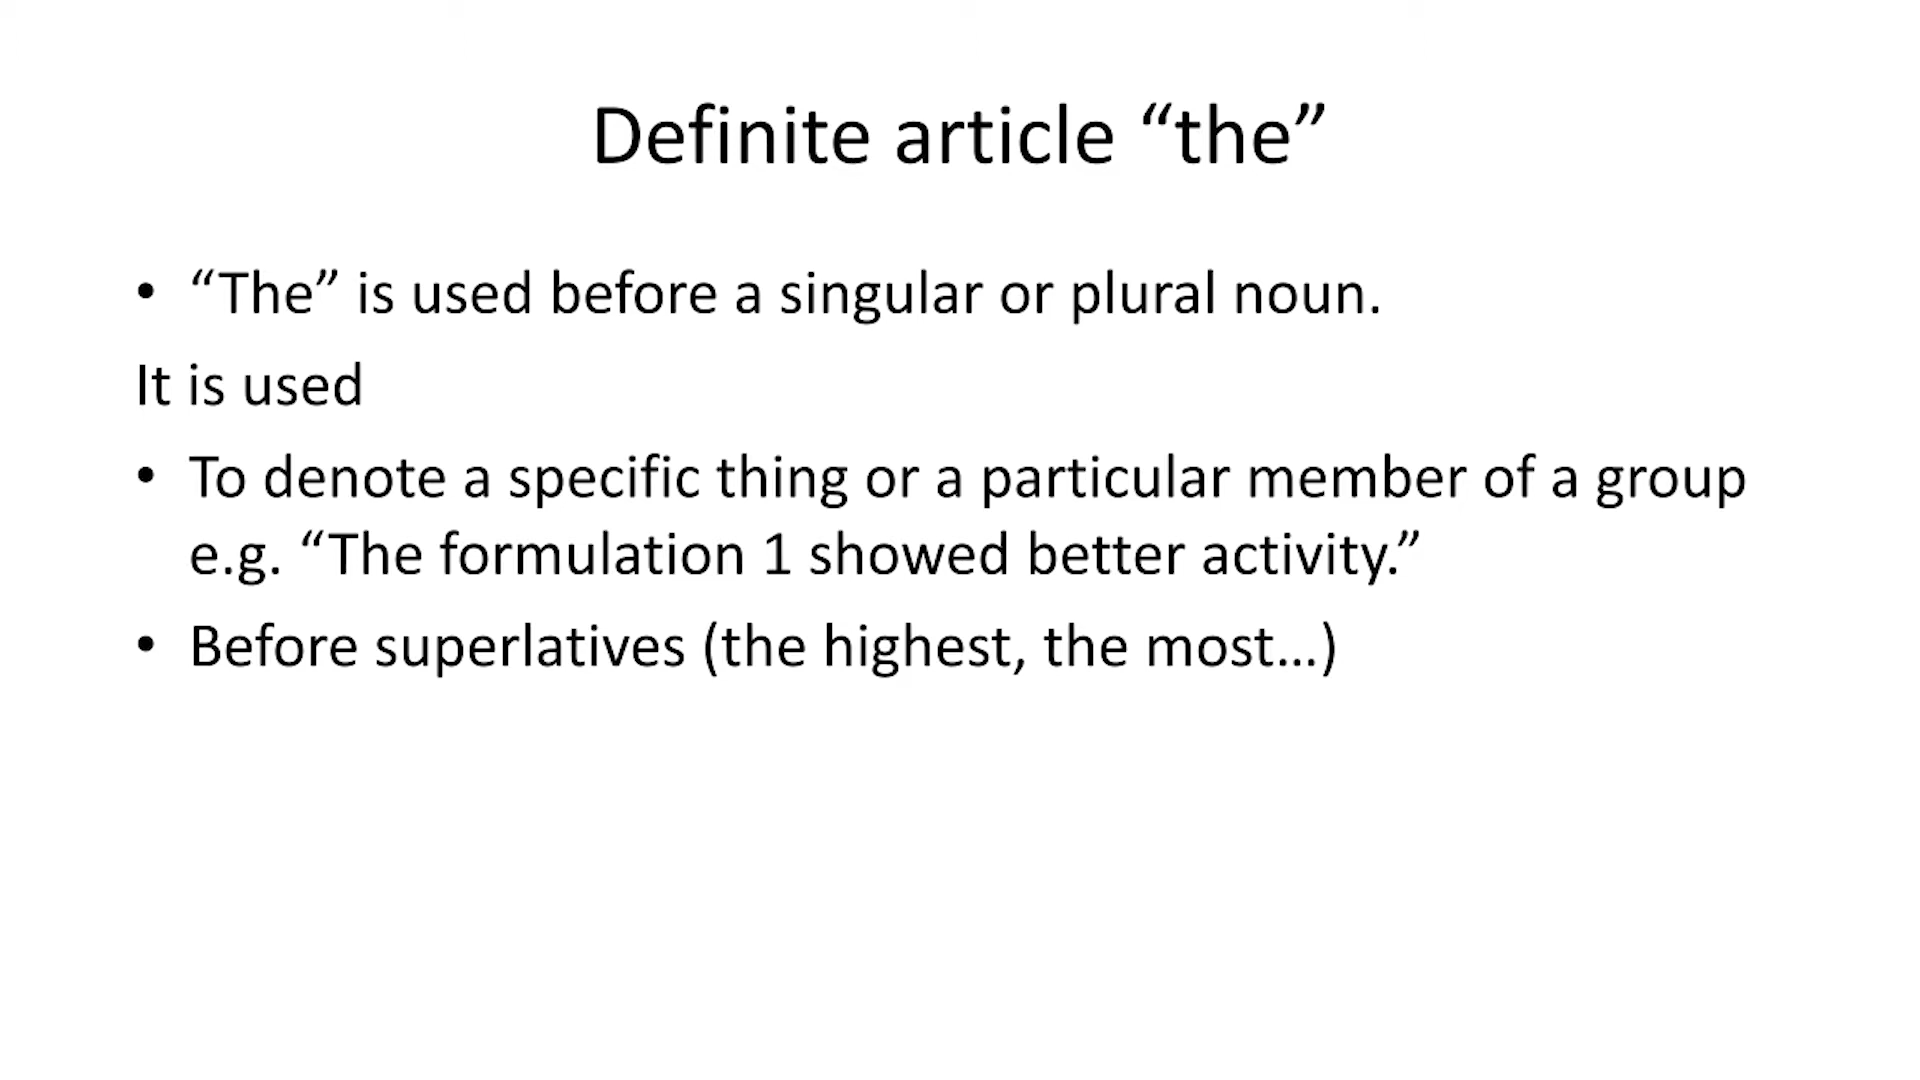 Definite article “the”
• “The” is used before a singular or plural noun.
It is used
• To denote a specific thing or a particular member of a group
e.g. “The formulation 1 showed better activity.”
• Before superlatives (the highest, the most…)